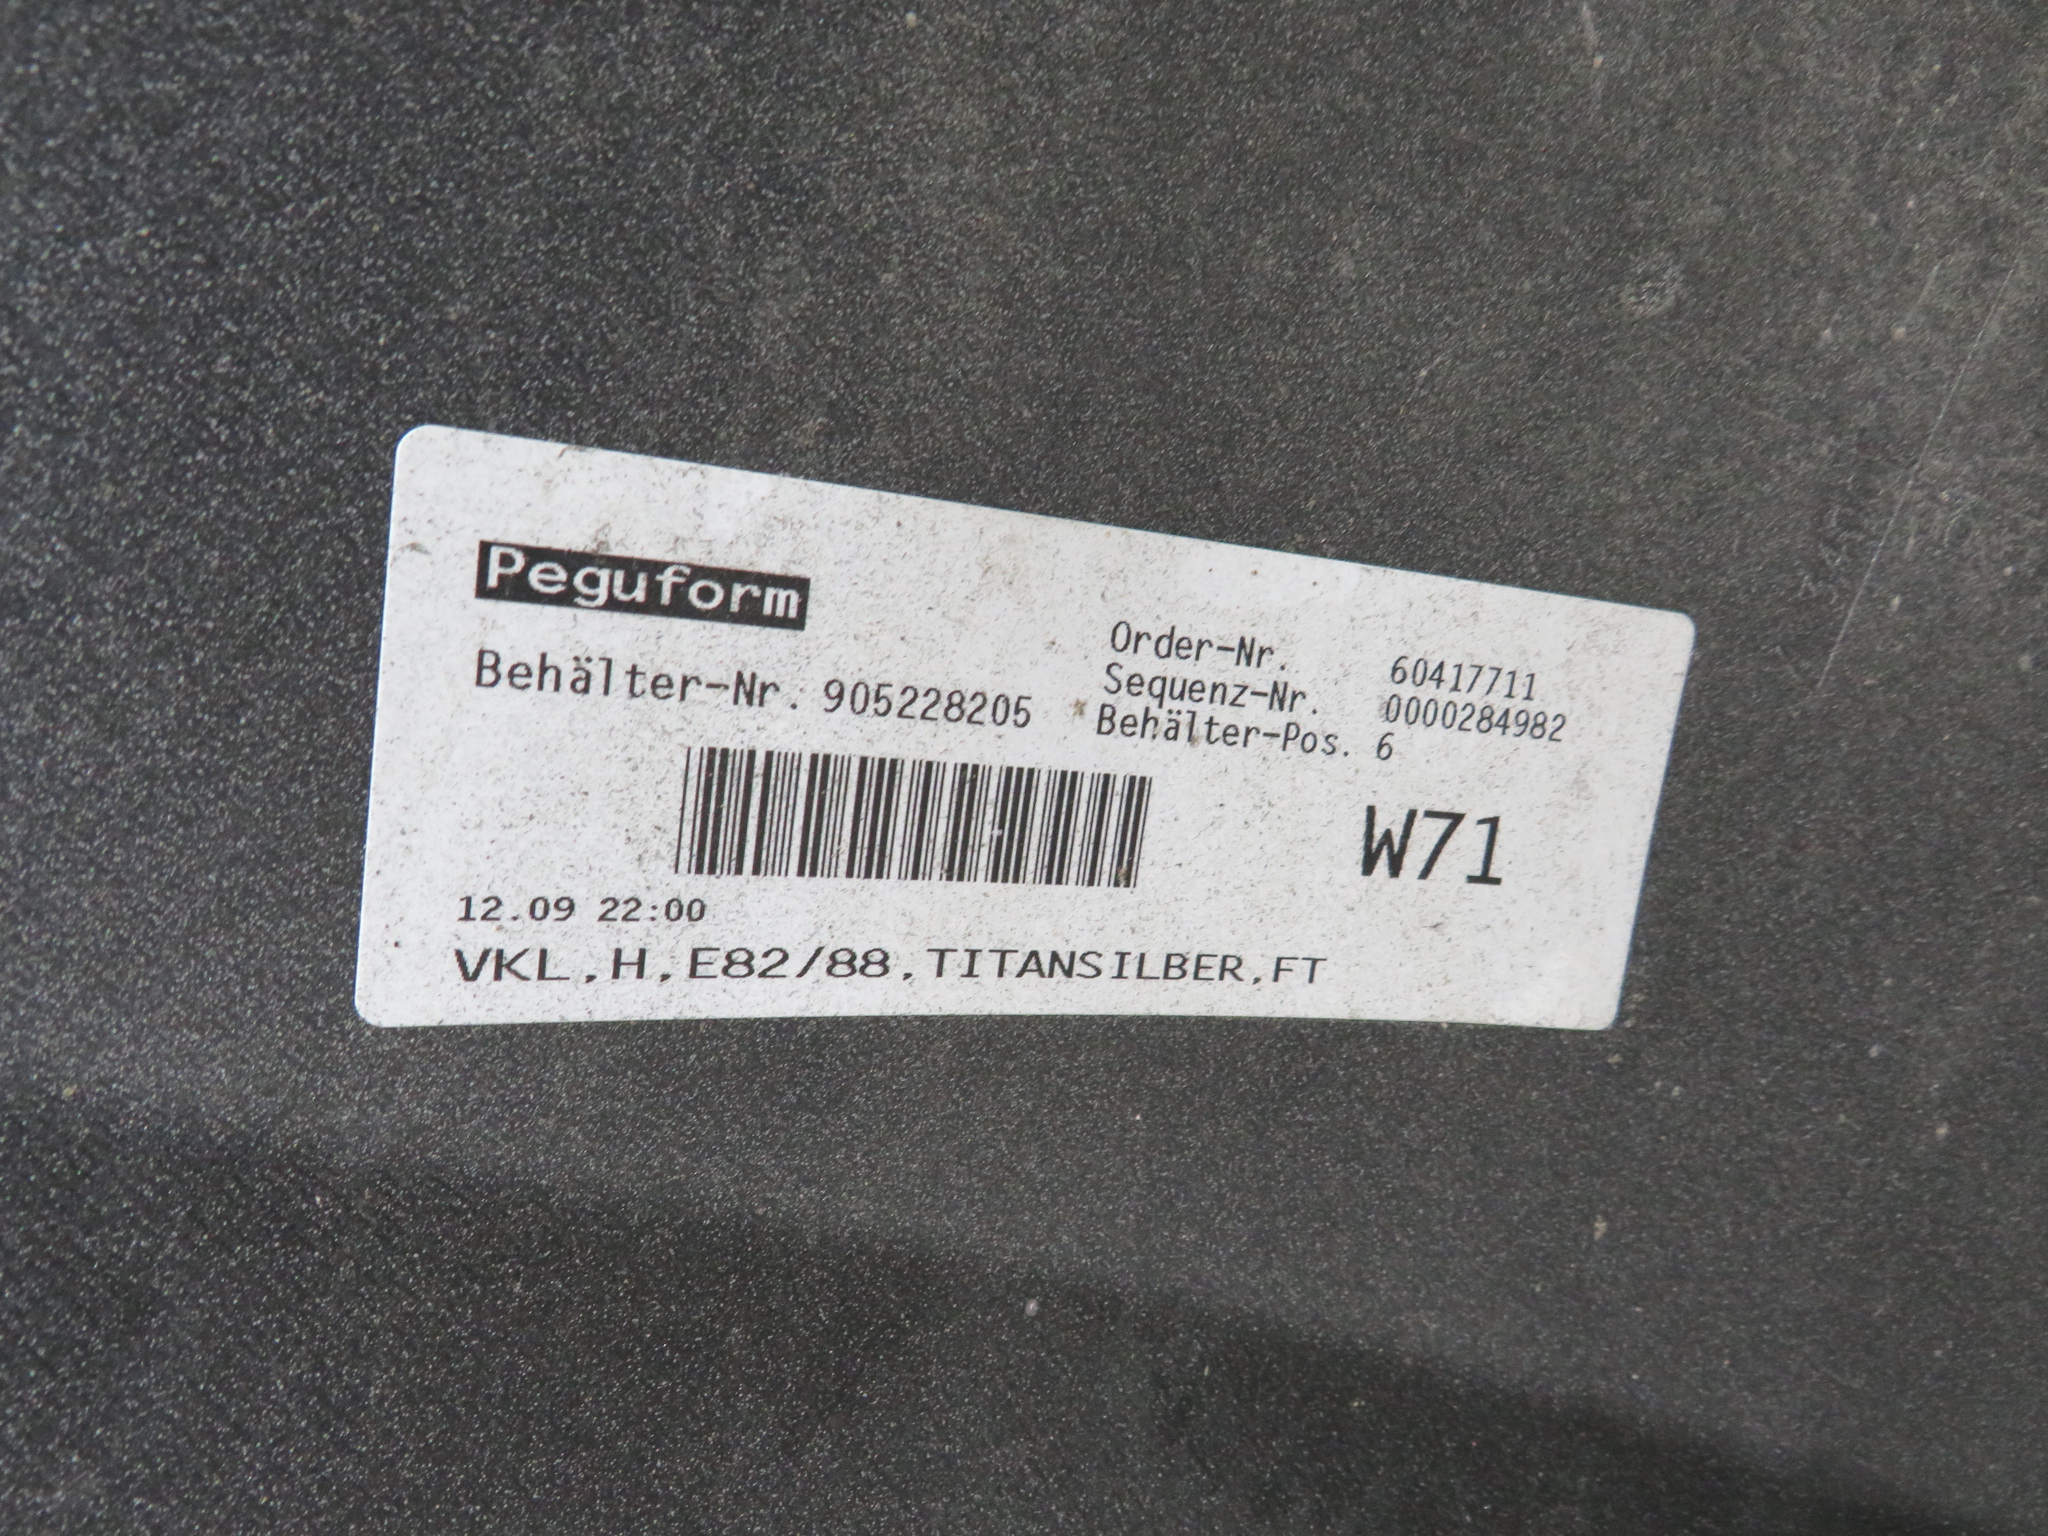 Peguform
Behälter-Nr. 905228205
Order-Nr. 60417711
Sequenz-Nr. 0000284982
Behälter-Pos. 6
W71
12.09 22:00
VKL,H,E82/88,TITANSILBER,FT